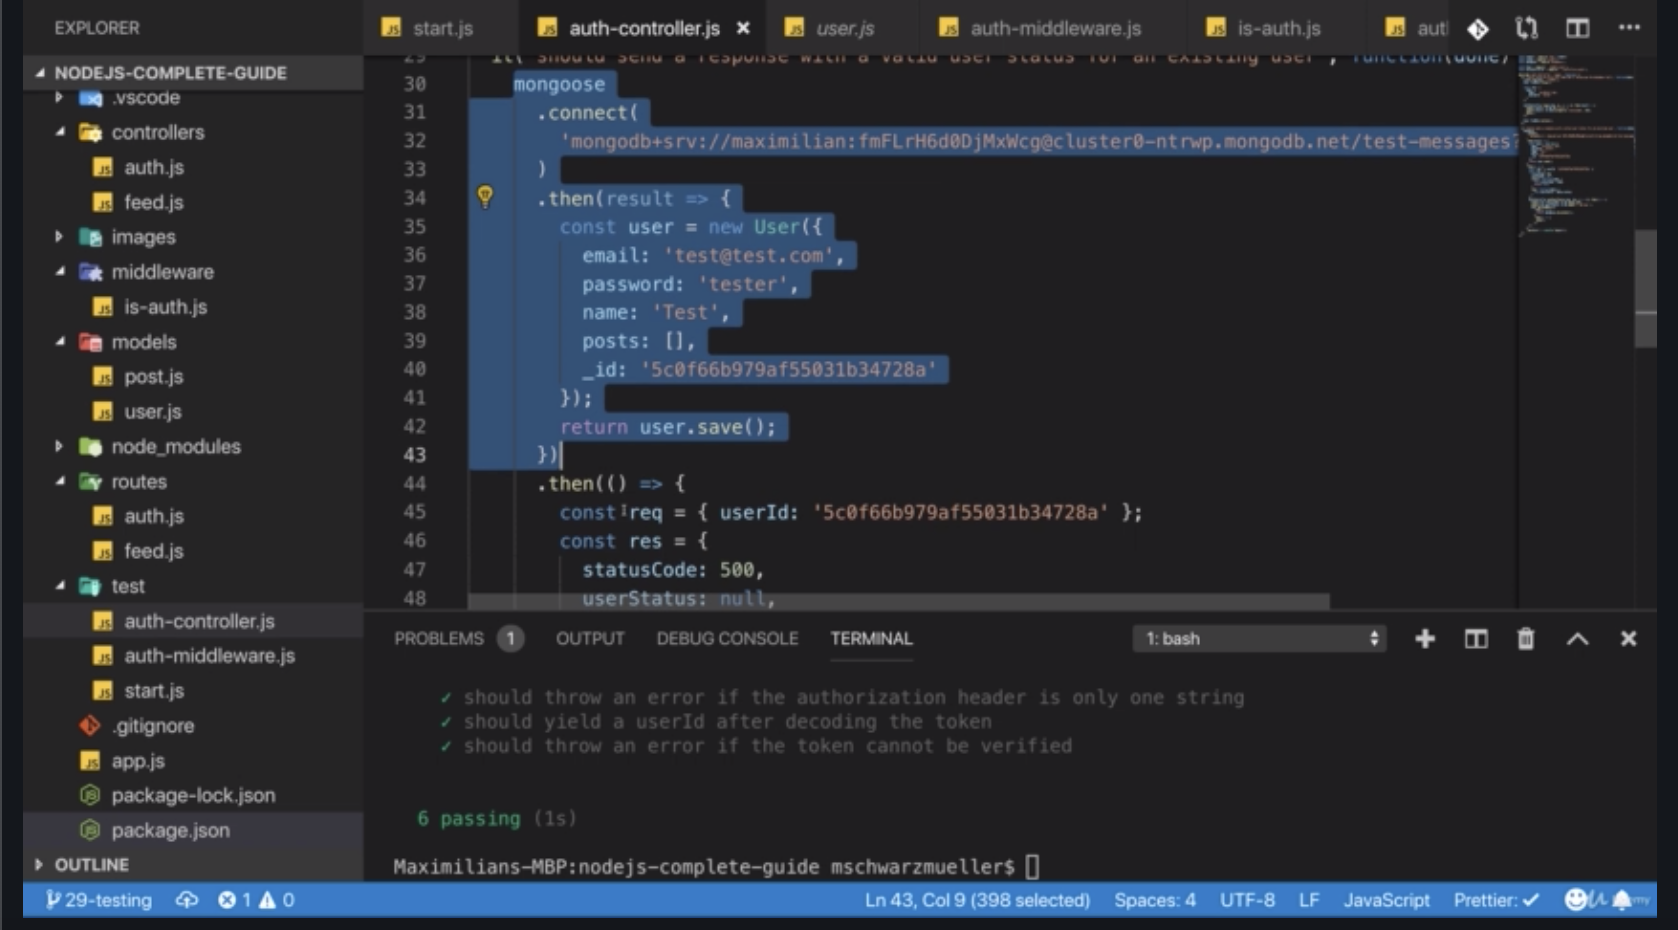 EXPLORER
start.js
auth-controller.js
user.js
auth-middleware.js
is-auth.js
aut
NODEJS-COMPLETE-GUIDE
.vscode
controllers
auth.js
feed.js
images
middleware
is-auth.js
models
post.js
user.js
node_modules
routes
auth.js
feed.js
test
auth-controller.js
auth-middleware.js
start.js
.gitignore
app.js
package-lock.json
package.json
OUTLINE
29 it('should send a response with a valid user status for an existing user', function(done)
30 mongoose
31 .connect(
32 'mongodb+srv://maximilian:fmFLrH6d0DjMxWcg@cluster0-ntrwp.mongodb.net/test-messages?
33 )
34 .then(result => {
35 const user = new User({
36 email: 'test@test.com',
37 password: 'tester',
38 name: 'Test',
39 posts: [],
40 _id: '5c0f66b979af55031b34728a'
41 });
42 return user.save();
43 })
44 .then(() => {
45 const req = { userId: '5c0f66b979af55031b34728a' };
46 const res = {
47 statusCode: 500,
48 userStatus: null,
PROBLEMS 1 OUTPUT DEBUG CONSOLE TERMINAL 1: bash
✓ should throw an error if the authorization header is only one string
✓ should yield a userId after decoding the token
✓ should throw an error if the token cannot be verified
6 passing (1s)
Maximilians-MBP:nodejs-complete-guide mschwarzmueller$
29-testing 1 0 Ln 43, Col 9 (398 selected) Spaces: 4 UTF-8 LF JavaScript Prettier: ✓